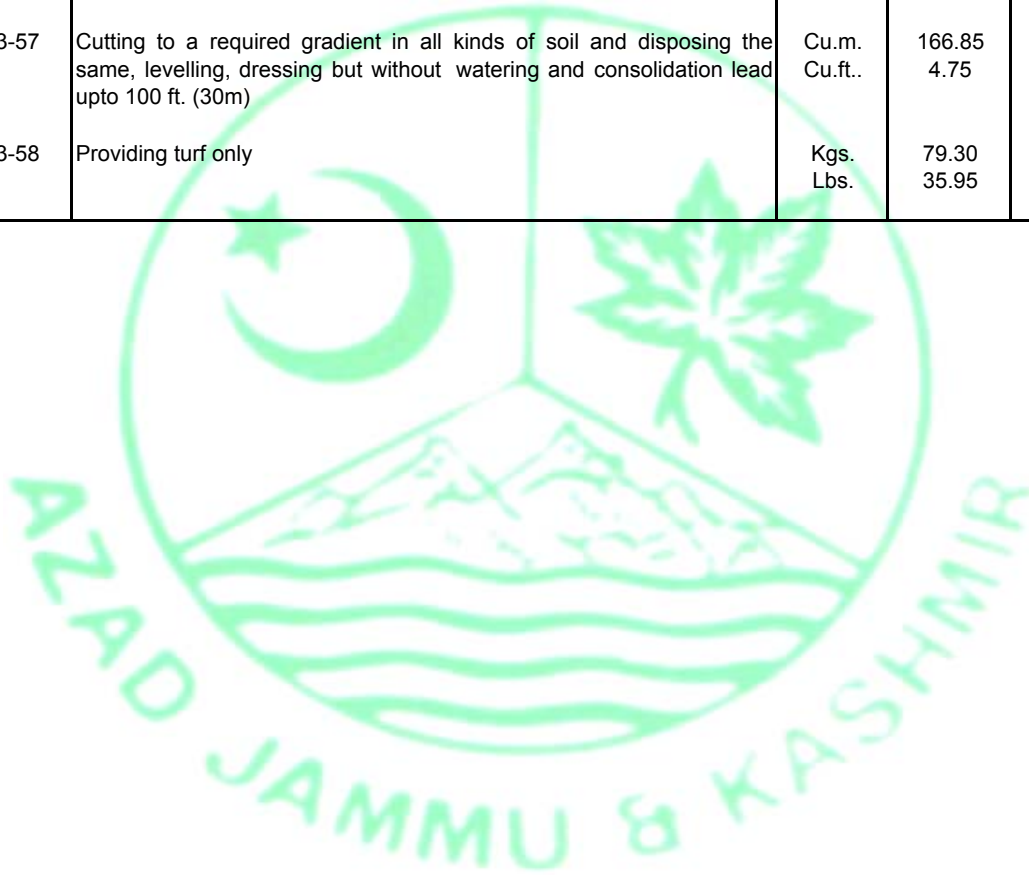 3-57 Cutting to a required gradient in all kinds of soil and disposing the Cu.m. 166.85
same, levelling, dressing but without watering and consolidation lead Cu.ft.. 4.75
upto 100 ft. (30m)
3-58 Providing turf only Kgs. 79.30
Lbs. 35.95
AZAD JAMMU & KASHMIR